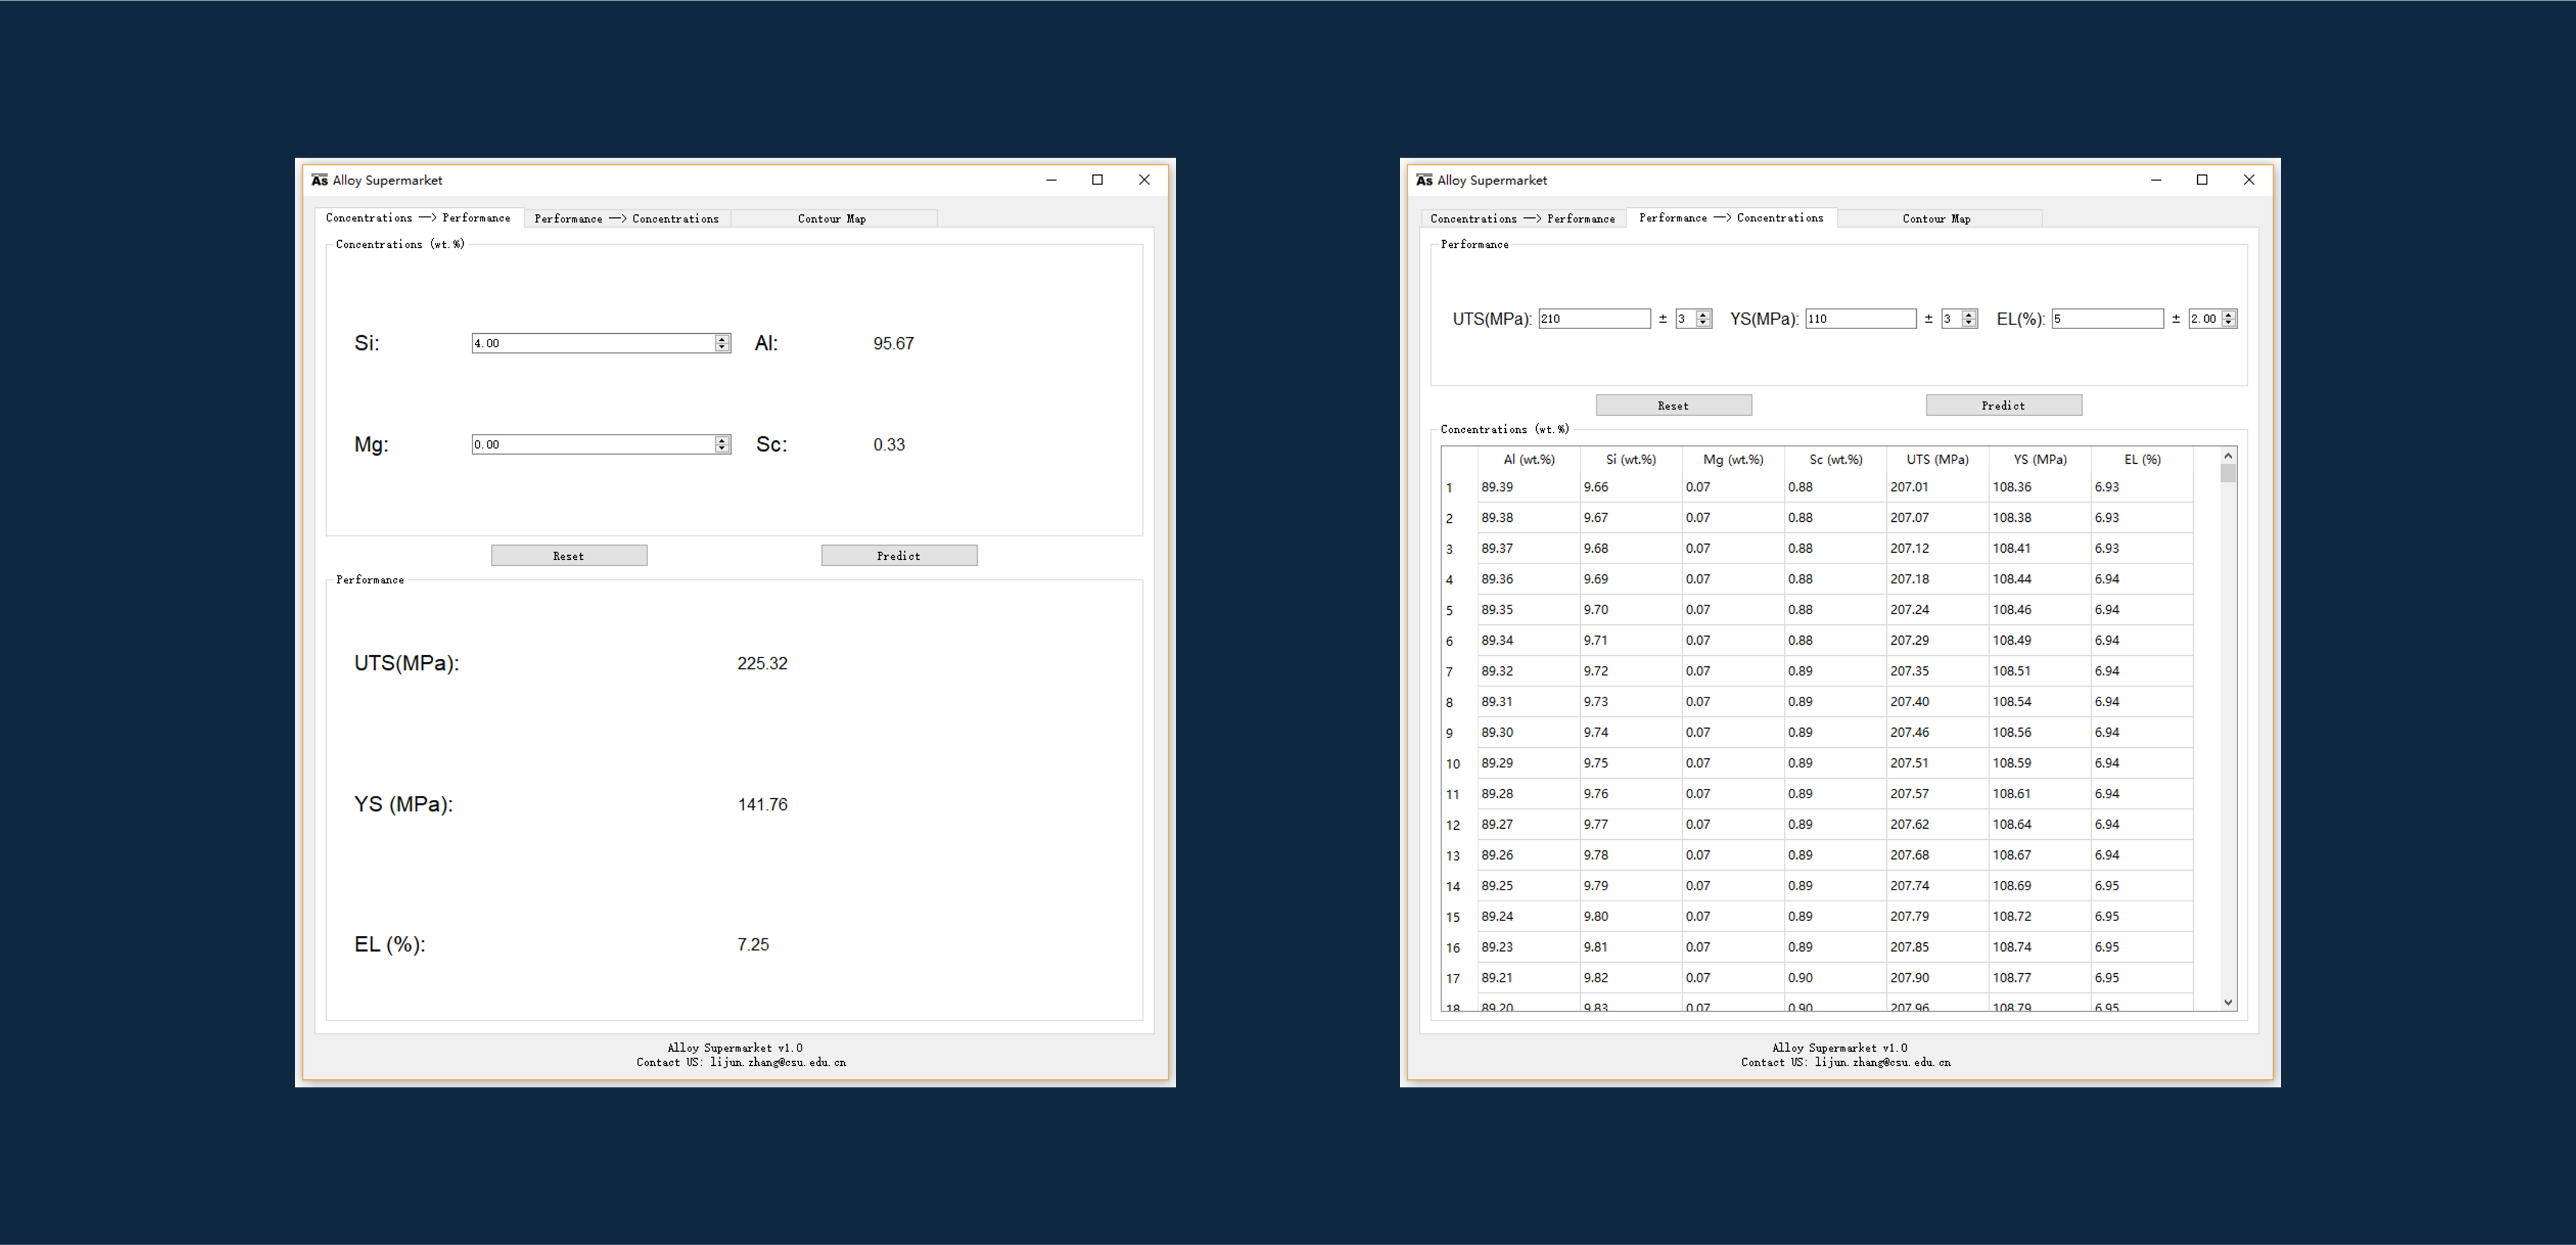 As Alloy Supermarket
Concentrations —> Performance Performance —> Concentrations Contour Map
Concentrations (wt.%)
Si: 4.00 Al: 95.67
Mg: 0.00 Sc: 0.33
Reset Predict
Performance
UTS(MPa): 225.32
YS (MPa): 141.76
EL (%): 7.25
Alloy Supermarket v1.0
Contact US: lijun.zhang@csu.edu.cn
As Alloy Supermarket
Concentrations —> Performance Performance —> Concentrations Contour Map
Performance
UTS(MPa): 210 ± 3 YS(MPa): 110 ± 3 EL(%): 5 ± 2.00
Reset Predict
Concentrations (wt.%)
Al (wt.%) Si (wt.%) Mg (wt.%) Sc (wt.%) UTS (MPa) YS (MPa) EL (%)
1 89.39 9.66 0.07 0.88 207.01 108.36 6.93
2 89.38 9.67 0.07 0.88 207.07 108.38 6.93
3 89.37 9.68 0.07 0.88 207.12 108.41 6.93
4 89.36 9.69 0.07 0.88 207.18 108.44 6.94
5 89.35 9.70 0.07 0.88 207.24 108.46 6.94
6 89.34 9.71 0.07 0.88 207.29 108.49 6.94
7 89.32 9.72 0.07 0.89 207.35 108.51 6.94
8 89.31 9.73 0.07 0.89 207.40 108.54 6.94
9 89.30 9.74 0.07 0.89 207.46 108.56 6.94
10 89.29 9.75 0.07 0.89 207.51 108.59 6.94
11 89.28 9.76 0.07 0.89 207.57 108.61 6.94
12 89.27 9.77 0.07 0.89 207.62 108.64 6.94
13 89.26 9.78 0.07 0.89 207.68 108.67 6.94
14 89.25 9.79 0.07 0.89 207.74 108.69 6.95
15 89.24 9.80 0.07 0.89 207.79 108.72 6.95
16 89.23 9.81 0.07 0.89 207.85 108.74 6.95
17 89.21 9.82 0.07 0.90 207.90 108.77 6.95
18 89.20 9.83 0.07 0.90 207.96 108.79 6.95
Alloy Supermarket v1.0
Contact US: lijun.zhang@csu.edu.cn